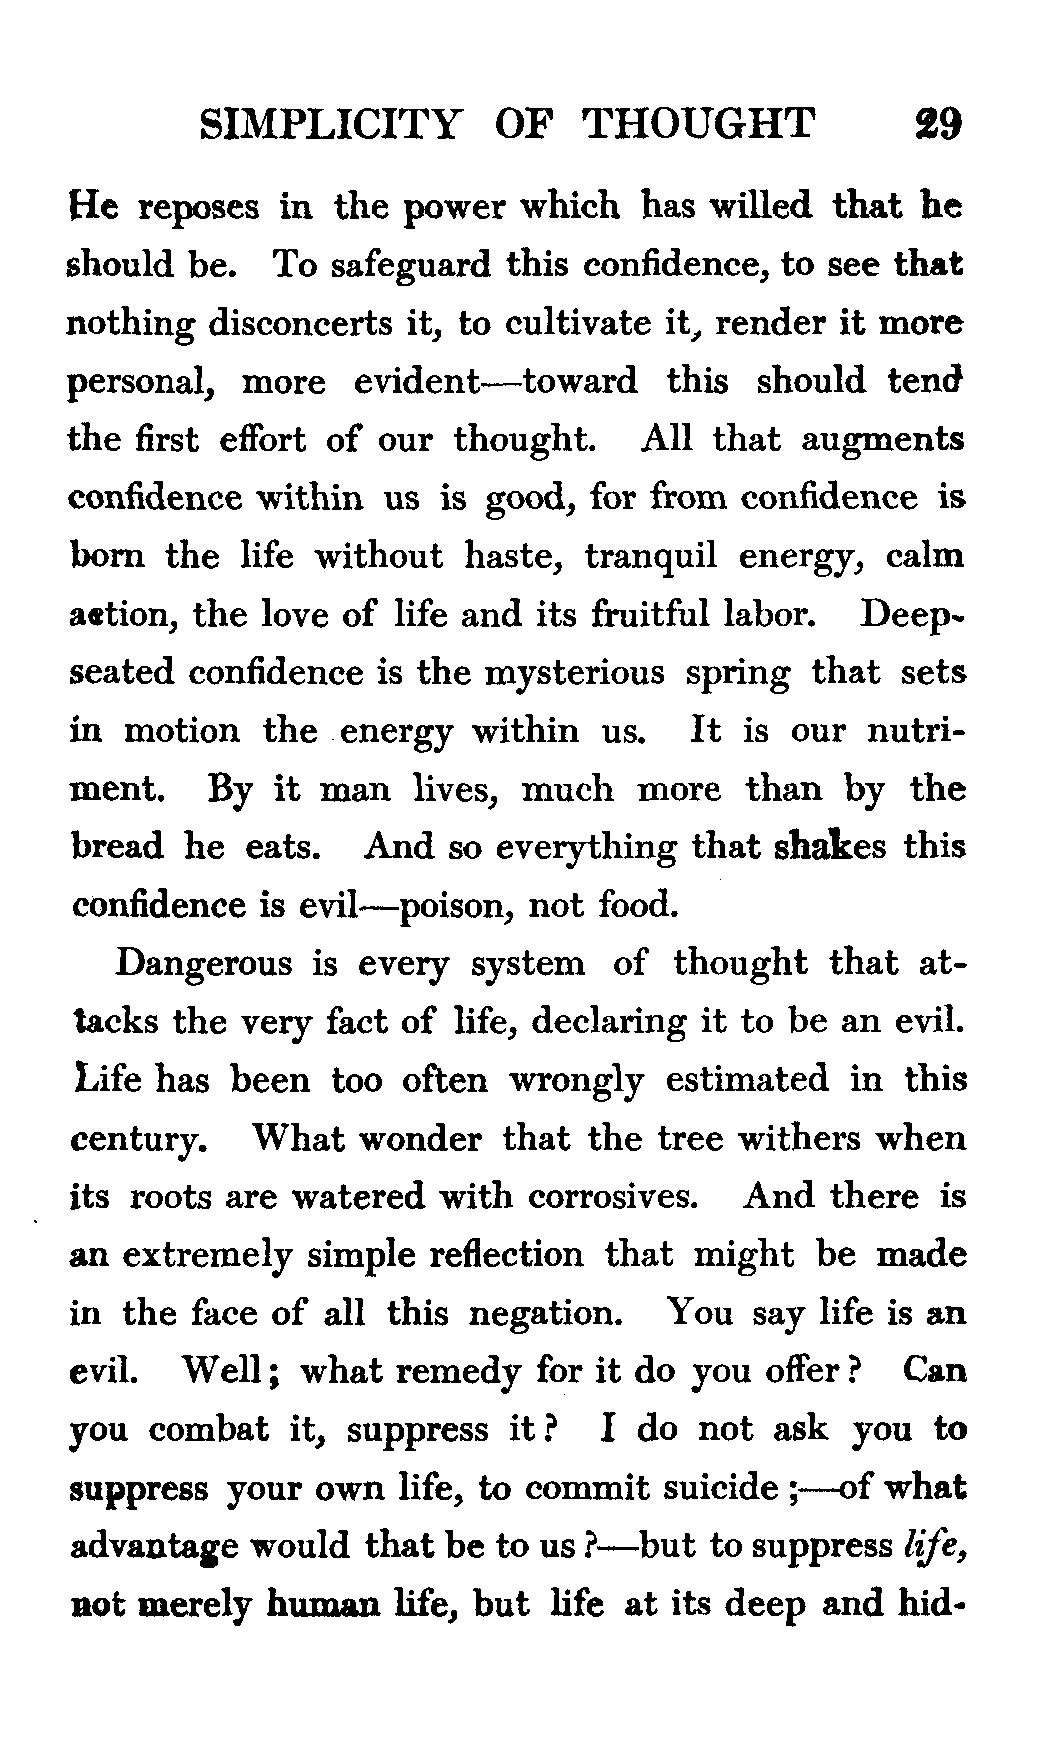 SIMPLICITY OF THOUGHT 29
He reposes in the power which has willed that he
should be. To safeguard this confidence, to see that
nothing disconcerts it, to cultivate it, render it more
personal, more evident—toward this should tend
the first effort of our thought. All that augments
confidence within us is good, for from confidence is
born the life without haste, tranquil energy, calm
action, the love of life and its fruitful labor. Deep-
seated confidence is the mysterious spring that sets
in motion the energy within us. It is our nutri-
ment. By it man lives, much more than by the
bread he eats. And so everything that shakes this
confidence is evil—poison, not food.
Dangerous is every system of thought that at-
tacks the very fact of life, declaring it to be an evil.
Life has been too often wrongly estimated in this
century. What wonder that the tree withers when
its roots are watered with corrosives. And there is
an extremely simple reflection that might be made
in the face of all this negation. You say life is an
evil. Well; what remedy for it do you offer? Can
you combat it, suppress it? I do not ask you to
suppress your own life, to commit suicide;—of what
advantage would that be to us?—but to suppress life,
not merely human life, but life at its deep and hid-